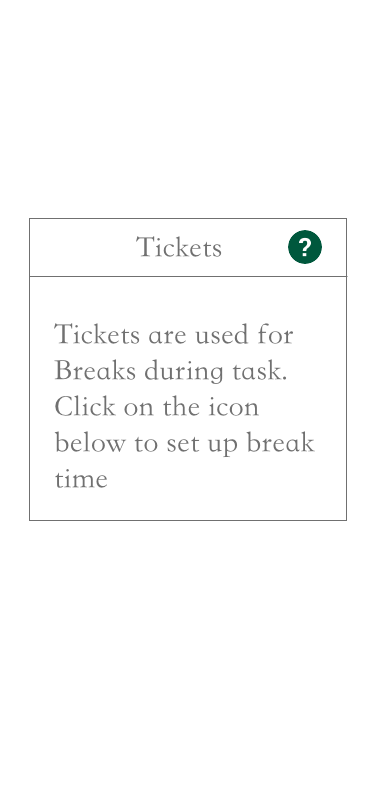 Tickets ?
Tickets are used for
Breaks during task.
Click on the icon
below to set up break
time